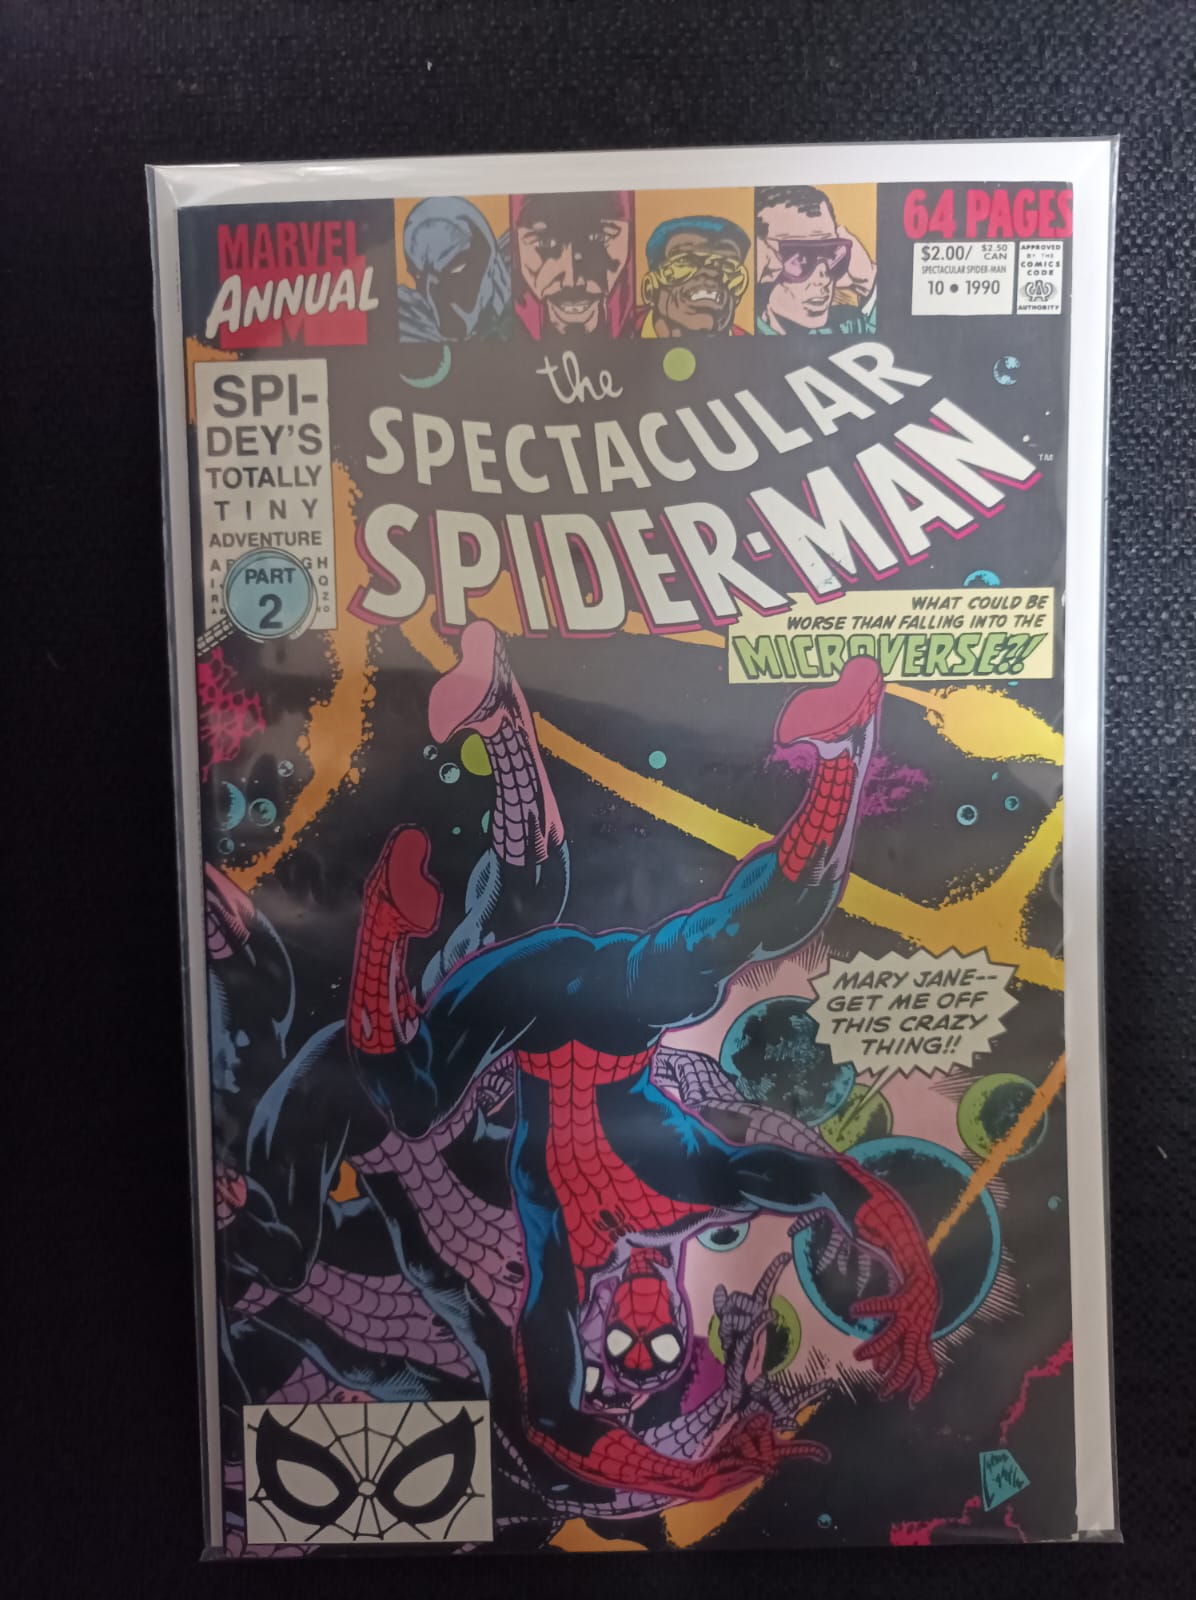 MARVEL
ANNUAL
64 PAGES
$2.00/ $2.50 CAN
SPECTACULAR SPIDER-MAN
10 • 1990
APPROVED
BY THE
COMICS
CODE
AUTHORITY
SPI-
DEY'S
TOTALLY
TINY
ADVENTURE
PART
2
the
SPECTACULAR
SPIDER-MAN
TM
WHAT COULD BE
WORSE THAN FALLING INTO THE
MICROVERSE?!
MARY JANE--
GET ME OFF
THIS CRAZY
THING!!